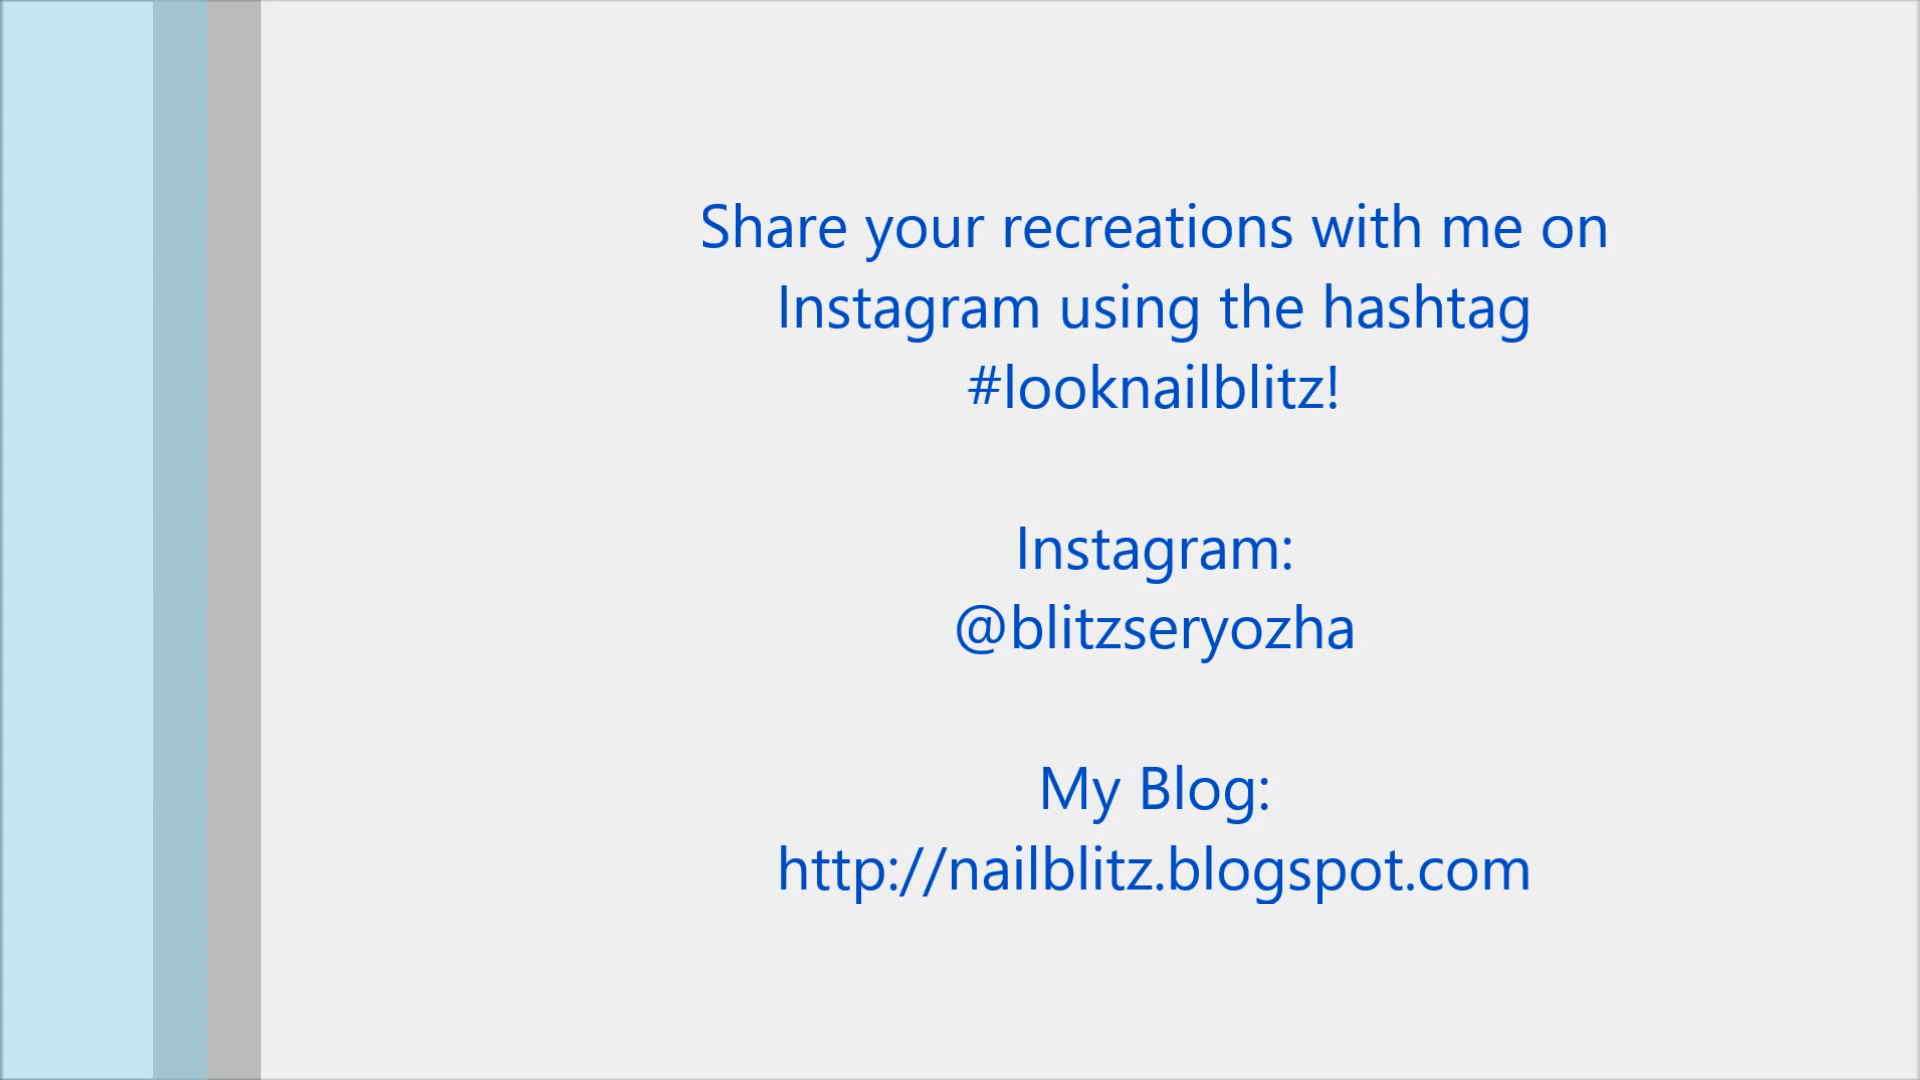 Share your recreations with me on
Instagram using the hashtag
#looknailblitz!
Instagram:
@blitzseryozha
My Blog:
http://nailblitz.blogspot.com